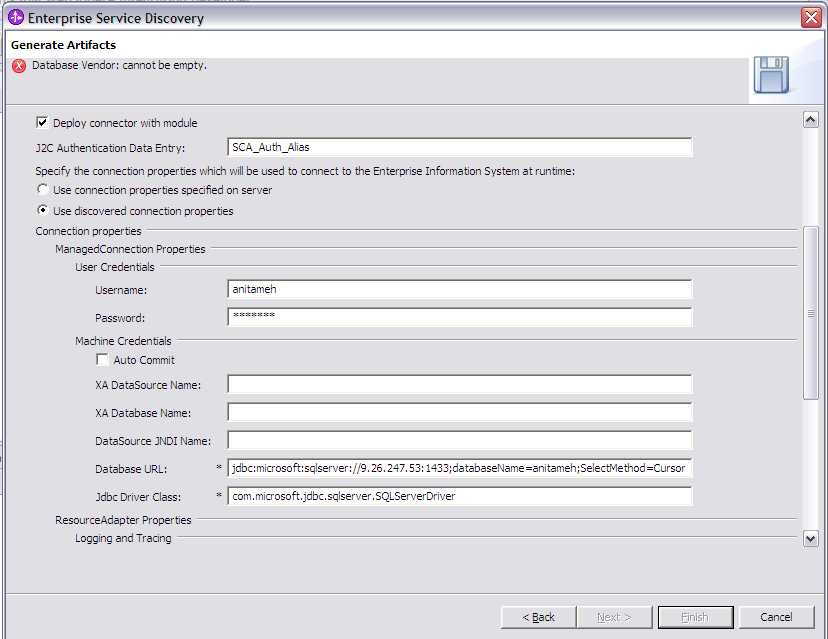 Enterprise Service Discovery
Generate Artifacts
Database Vendor: cannot be empty.
Deploy connector with module
J2C Authentication Data Entry: SCA_Auth_Alias
Specify the connection properties which will be used to connect to the Enterprise Information System at runtime:
Use connection properties specified on server
Use discovered connection properties
Connection properties
ManagedConnection Properties
User Credentials
Username: anitameh
Password: *******
Machine Credentials
Auto Commit
XA DataSource Name:
XA Database Name:
DataSource JNDI Name:
Database URL: * jdbc:microsoft:sqlserver://9.26.247.53:1433;databaseName=anitameh;SelectMethod=Cursor
Jdbc Driver Class: * com.microsoft.jdbc.sqlserver.SQLServerDriver
ResourceAdapter Properties
Logging and Tracing
< Back Next > Finish Cancel